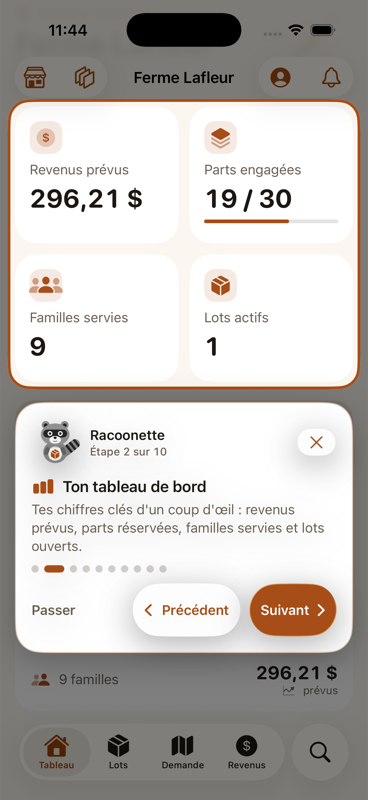 11:44
Ferme Lafleur
$
Revenus prévus
296,21 $
Parts engagées
19 / 30
Familles servies
9
Lots actifs
1
Racoonette
Étape 2 sur 10
Ton tableau de bord
Tes chiffres clés d'un coup d'œil : revenus
prévus, parts réservées, familles servies et lots
ouverts.
Passer
Précédent
Suivant
9 familles
296,21 $
prévus
$
Tableau
Lots
Demande
Revenus